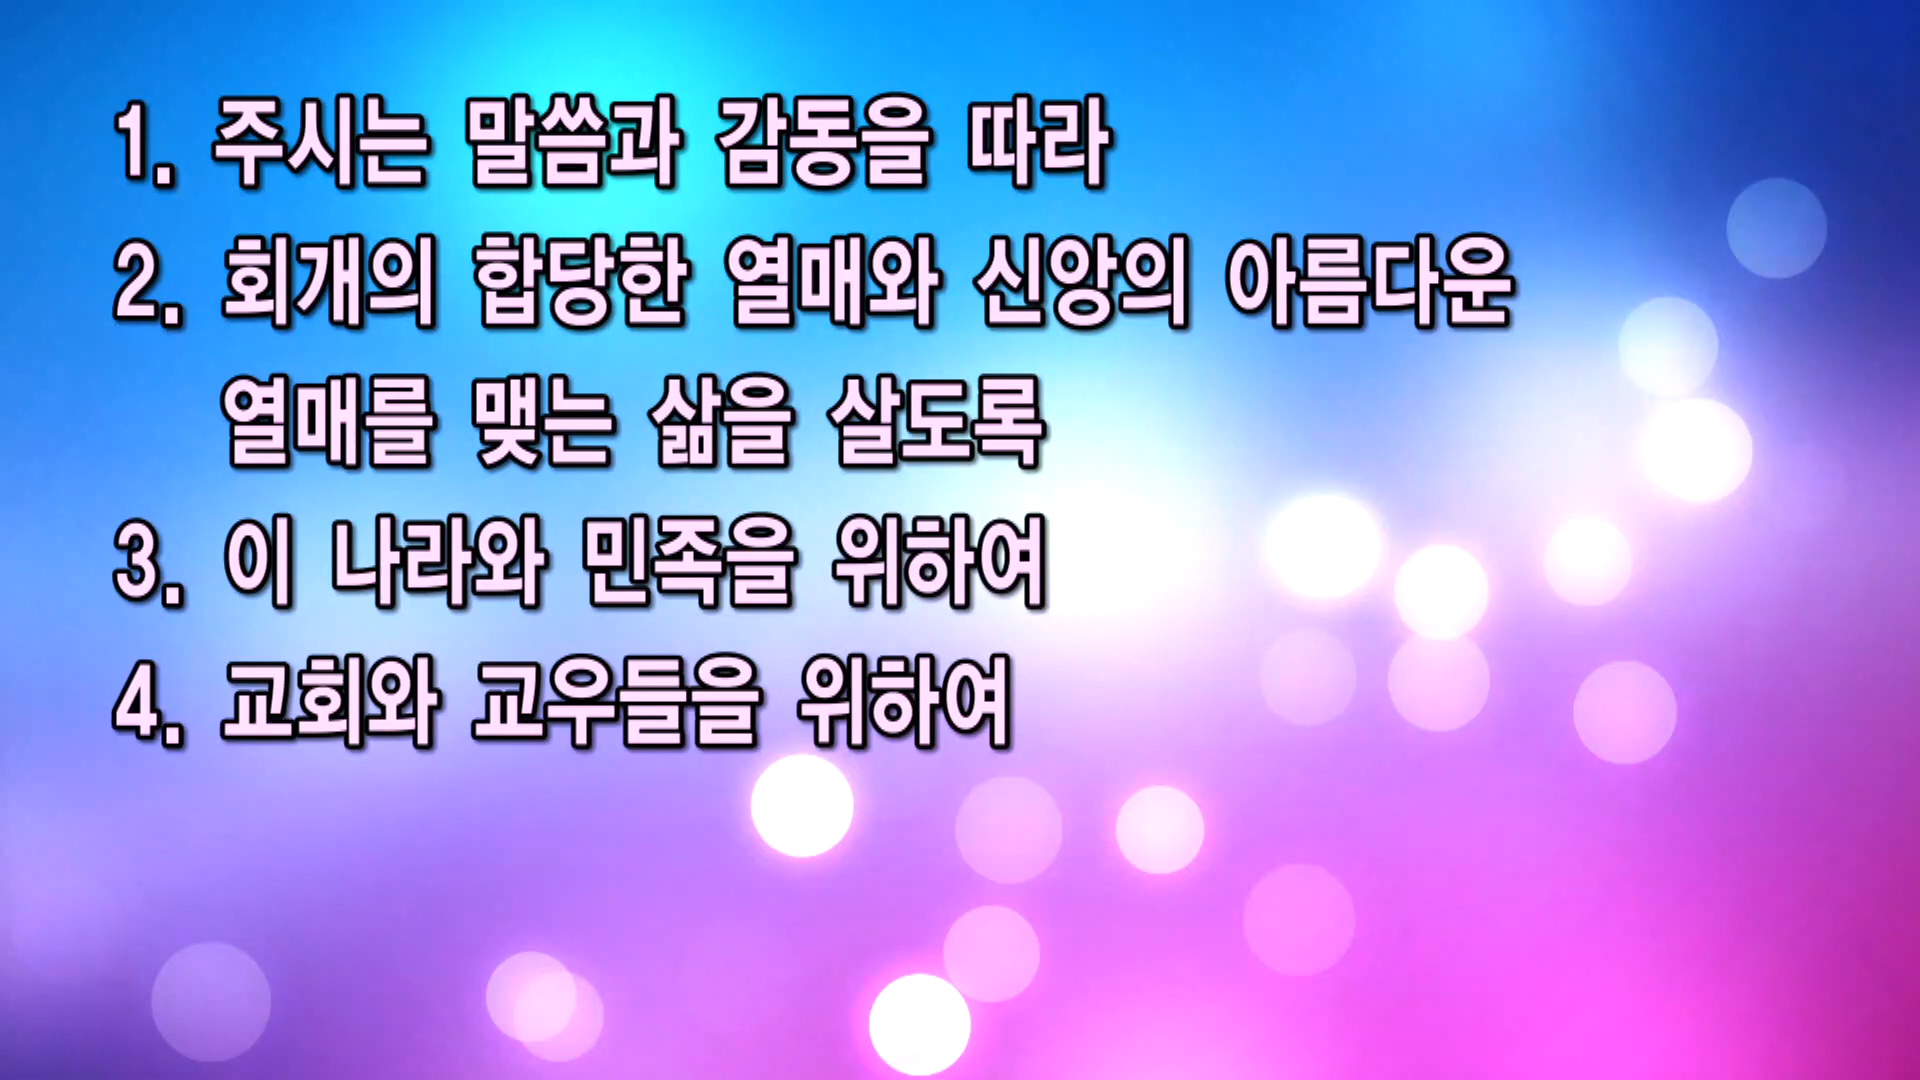 1. 주시는 말씀과 감동을 따라
2. 회개의 합당한 열매와 신앙의 아름다운
열매를 맺는 삶을 살도록
3. 이 나라와 민족을 위하여
4. 교회와 교우들을 위하여